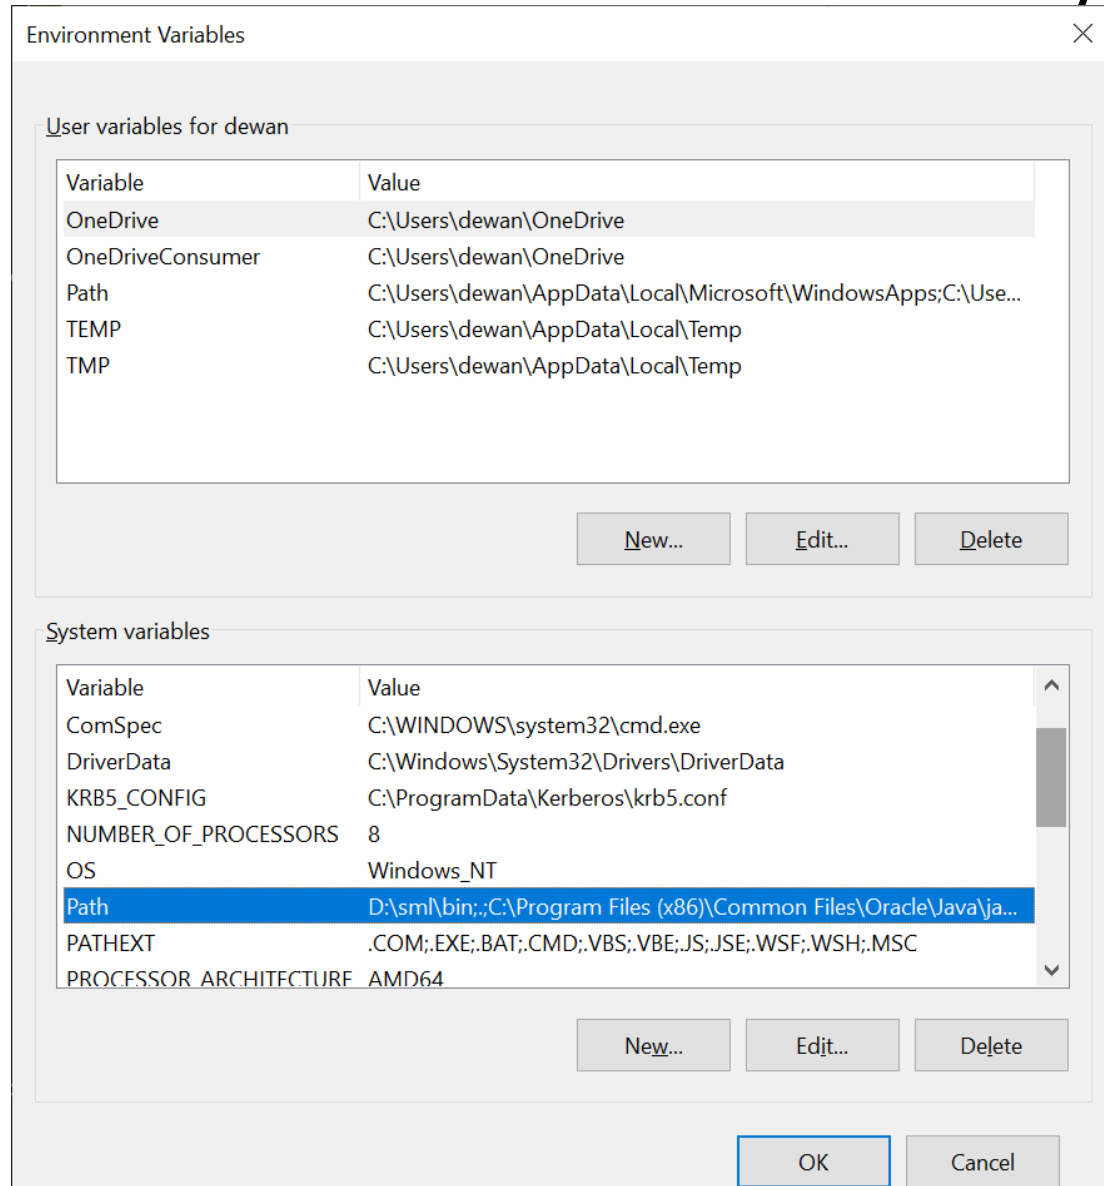 Environment Variables
User variables for dewan
Variable Value
OneDrive C:\Users\dewan\OneDrive
OneDriveConsumer C:\Users\dewan\OneDrive
Path C:\Users\dewan\AppData\Local\Microsoft\WindowsApps;C:\Use...
TEMP C:\Users\dewan\AppData\Local\Temp
TMP C:\Users\dewan\AppData\Local\Temp
New... Edit... Delete
System variables
Variable Value
ComSpec C:\WINDOWS\system32\cmd.exe
DriverData C:\Windows\System32\Drivers\DriverData
KRB5_CONFIG C:\ProgramData\Kerberos\krb5.conf
NUMBER_OF_PROCESSORS 8
OS Windows_NT
Path D:\sml\bin;.;C:\Program Files (x86)\Common Files\Oracle\Java\ja...
PATHEXT .COM;.EXE;.BAT;.CMD;.VBS;.VBE;.JS;.JSE;.WSF;.WSH;.MSC
PROCESSOR_ARCHITECTURE AMD64
New... Edit... Delete
OK Cancel